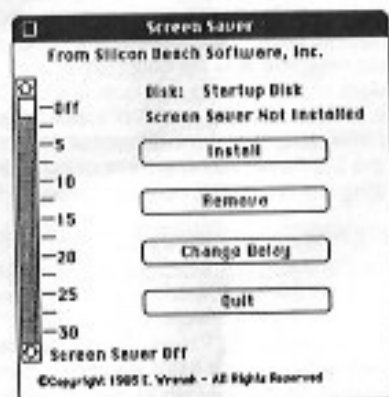 Screen Saver
From Silicon Beach Software, Inc.
Disk: Startup Disk
Screen Saver Not Installed
Off
5
10
15
20
25
30
Install
Remove
Change Delay
Quit
Screen Saver Off
©Copyright 1985 - All Rights Reserved